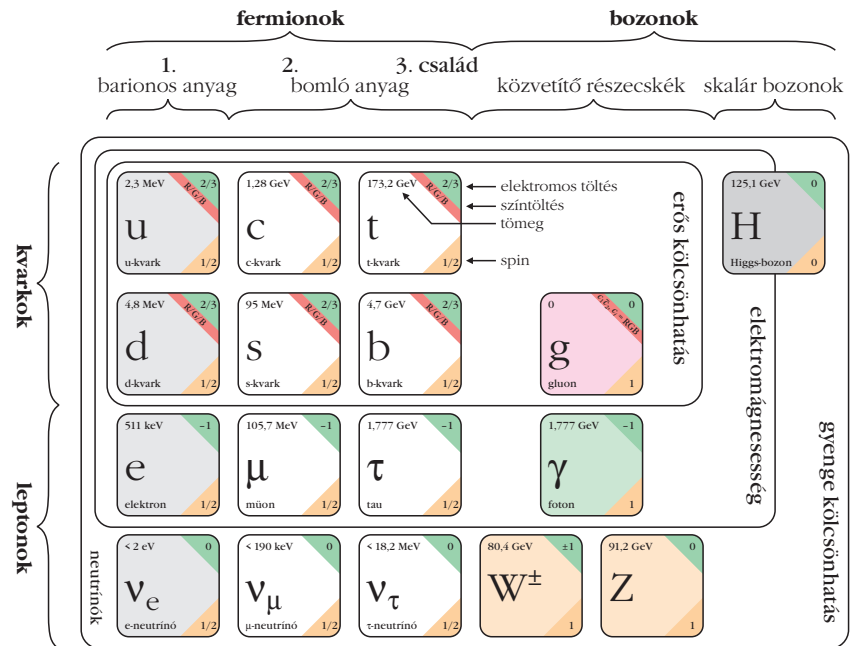 fermionok
bozonok
1.
2.
3. család
barionos anyag
bomló anyag
közvetítő részecskék
skalár bozonok
kvarkok
2,3 MeV
2/3
R/G/B
u
u-kvark
1/2
1,28 GeV
2/3
R/G/B
c
c-kvark
1/2
173,2 GeV
2/3
R/G/B
t
t-kvark
1/2
elektromos töltés
színtöltés
tömeg
spin
erős kölcsönhatás
125,1 GeV
0
H
Higgs-bozon
0
4,8 MeV
2/3
R/G/B
d
d-kvark
1/2
95 MeV
2/3
R/G/B
s
s-kvark
1/2
4,7 GeV
2/3
R/G/B
b
b-kvark
1/2
0
0
= RGB
g
gluon
1
elektromágnesesség
gyenge kölcsönhatás
leptonok
511 keV
-1
e
elektron
1/2
105,7 MeV
-1
μ
müon
1/2
1,777 GeV
-1
τ
tau
1/2
1,777 GeV
-1
γ
foton
1
neutrínók
< 2 eV
0
νe
e-neutrínó
1/2
< 190 keV
0
νμ
μ-neutrínó
1/2
< 18,2 MeV
0
ντ
τ-neutrínó
1/2
80,4 GeV
±1
W±
1
91,2 GeV
0
Z
1